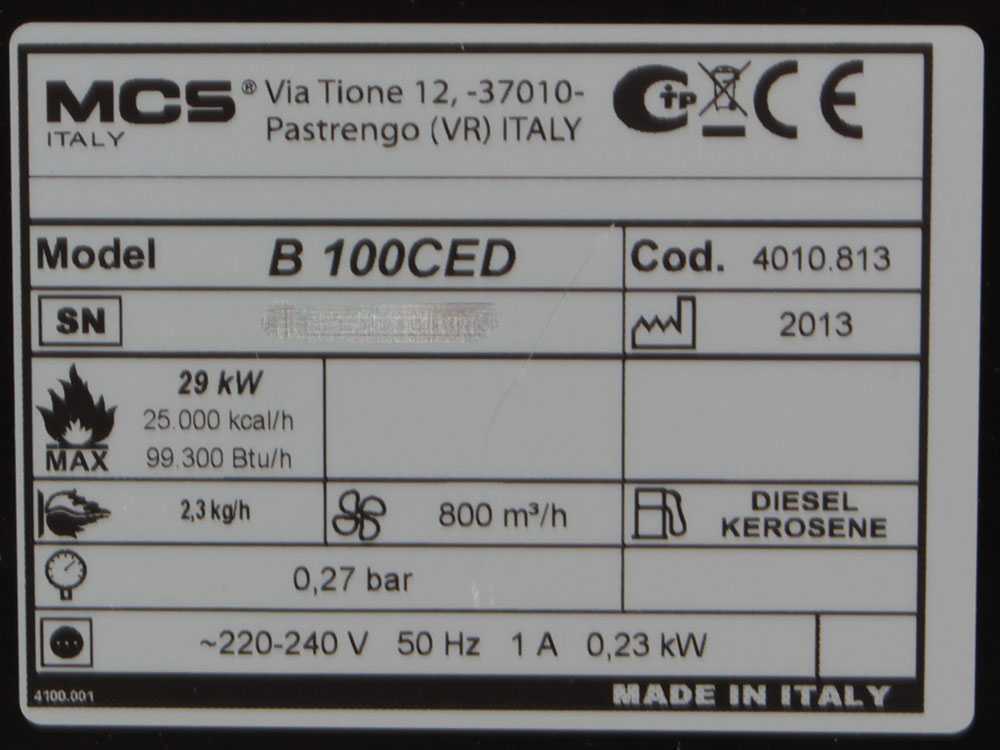 MCS® Via Tione 12, -37010-
ITALY Pastrengo (VR) ITALY
Model B 100CED Cod. 4010.813
SN 2013
29 kW
25.000 kcal/h
MAX 99.300 Btu/h
2,3 kg/h 800 m³/h DIESEL
KEROSENE
0,27 bar
~220-240 V 50 Hz 1 A 0,23 kW
4100.001 MADE IN ITALY